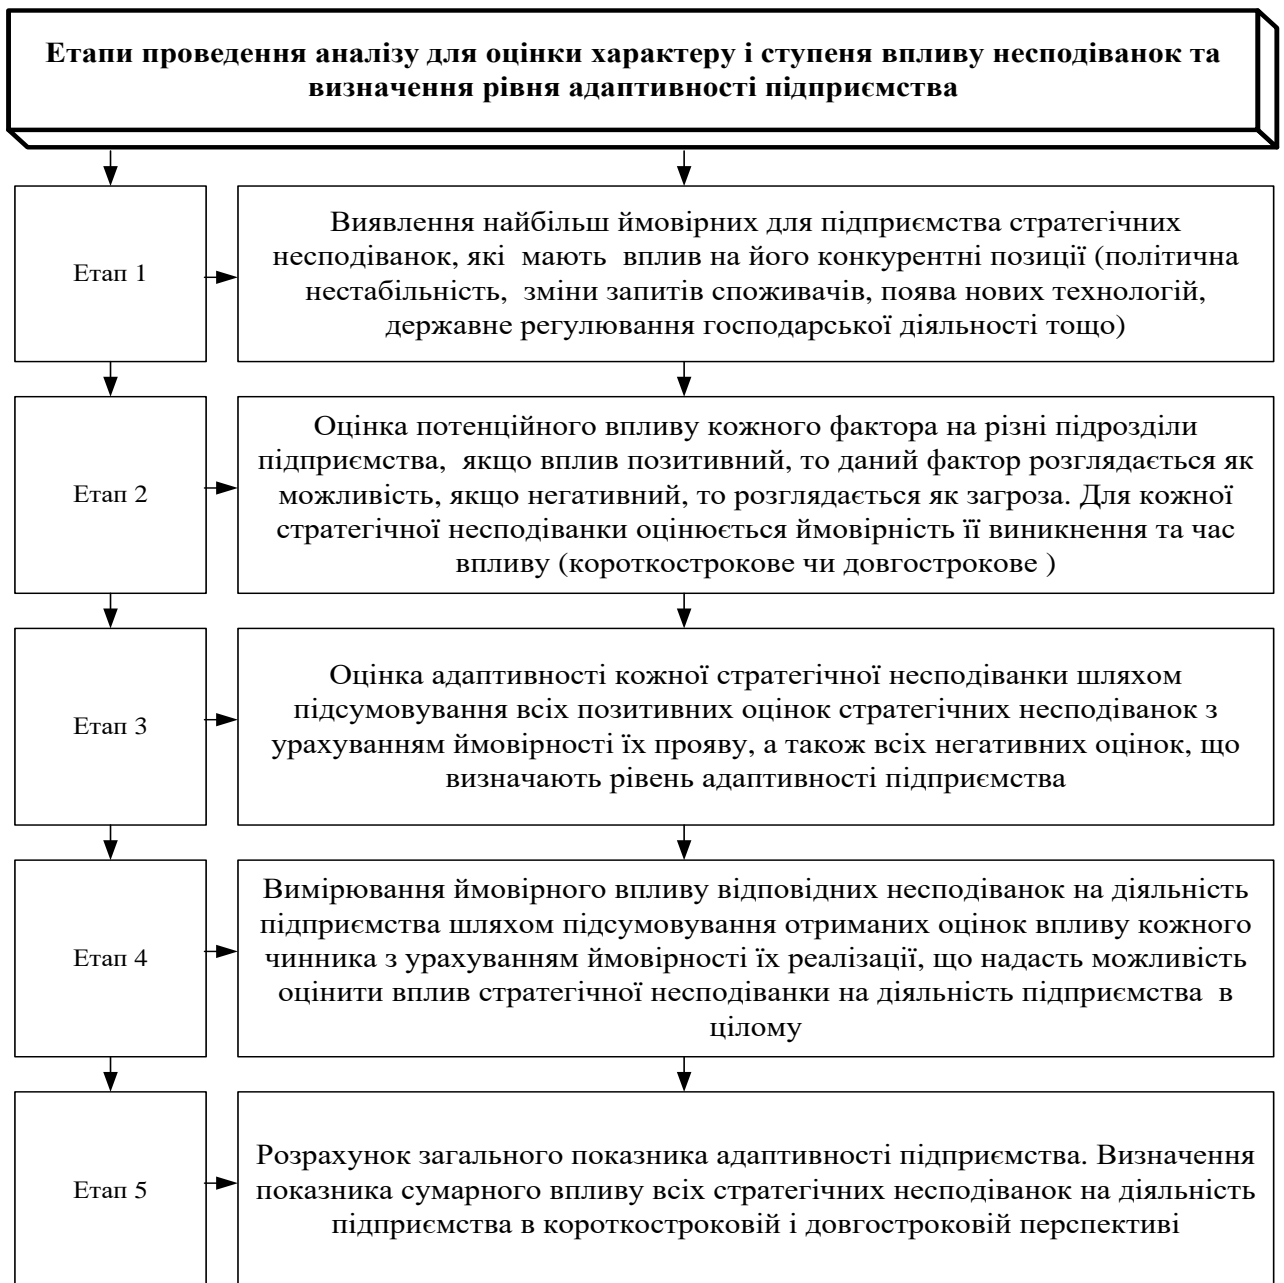 Етапи проведення аналізу для оцінки характеру і ступеня впливу несподіванок та
визначення рівня адаптивності підприємства
Етап 1
Виявлення найбільш ймовірних для підприємства стратегічних
несподіванок, які мають вплив на його конкурентні позиції (політична
нестабільність, зміни запитів споживачів, поява нових технологій,
державне регулювання господарської діяльності тощо)
Етап 2
Оцінка потенційного впливу кожного фактора на різні підрозділи
підприємства, якщо вплив позитивний, то даний фактор розглядається як
можливість, якщо негативний, то розглядається як загроза. Для кожної
стратегічної несподіванки оцінюється ймовірність її виникнення та час
впливу (короткострокове чи довгострокове )
Етап 3
Оцінка адаптивності кожної стратегічної несподіванки шляхом
підсумовування всіх позитивних оцінок стратегічних несподіванок з
урахуванням ймовірності їх прояву, а також всіх негативних оцінок, що
визначають рівень адаптивності підприємства
Етап 4
Вимірювання ймовірного впливу відповідних несподіванок на діяльність
підприємства шляхом підсумовування отриманих оцінок впливу кожного
чинника з урахуванням ймовірності їх реалізації, що надасть можливість
оцінити вплив стратегічної несподіванки на діяльність підприємства в
цілому
Етап 5
Розрахунок загального показника адаптивності підприємства. Визначення
показника сумарного впливу всіх стратегічних несподіванок на діяльність
підприємства в короткостроковій і довгостроковій перспективі